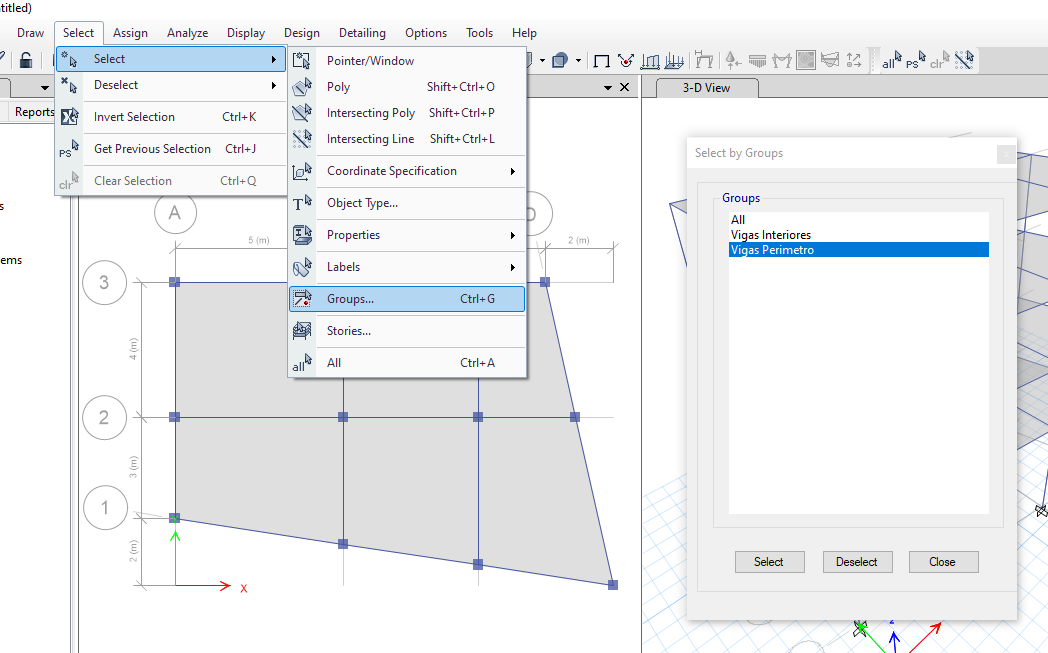 titled)
Draw Select Assign Analyze Display Design Detailing Options Tools Help
Select
Deselect
Invert Selection Ctrl+K
PS Get Previous Selection Ctrl+J
clr Clear Selection Ctrl+Q
Pointer/Window
Poly Shift+Ctrl+O
Intersecting Poly Shift+Ctrl+P
Intersecting Line Shift+Ctrl+L
Coordinate Specification
T Object Type...
Properties
Labels
Groups... Ctrl+G
Stories...
all All Ctrl+A
all PS clr
Reports
s
ems
3-D View
A
D
5 (m)
2 (m)
3
4 (m)
2
3 (m)
1
2 (m)
X
Select by Groups
Groups
All
Vigas Interiores
Vigas Perimetro
Select Deselect Close